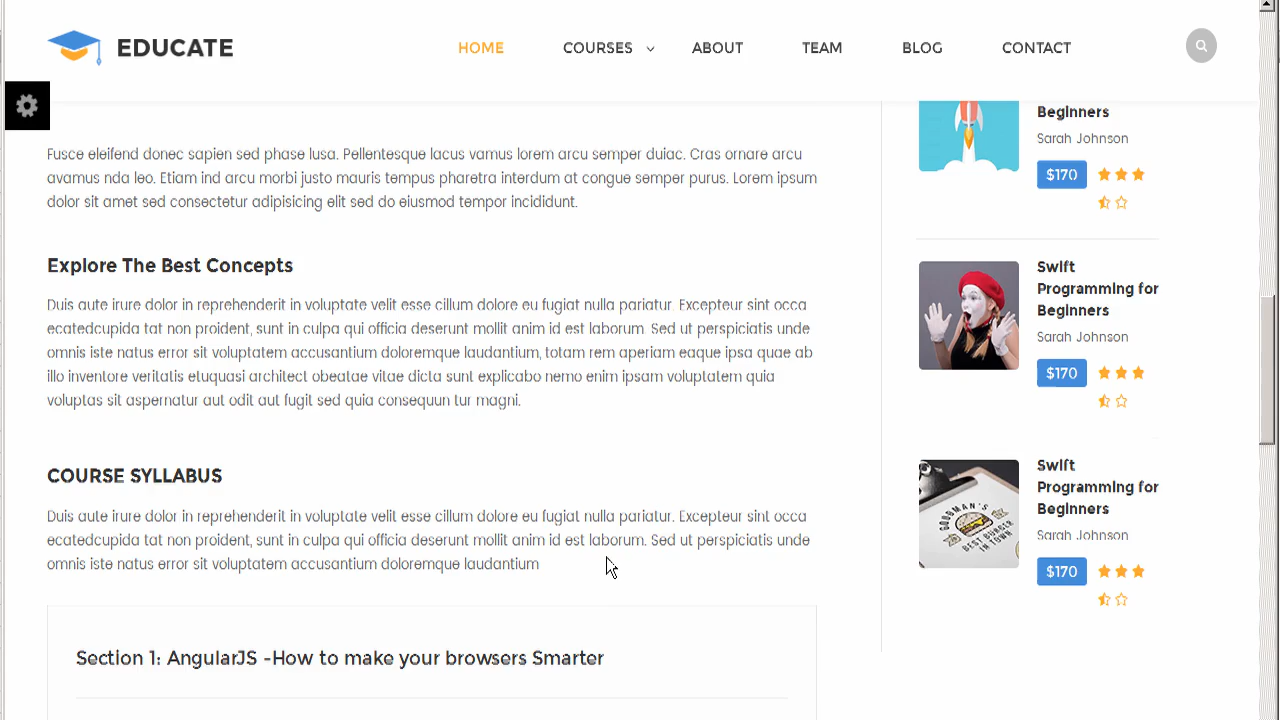 EDUCATE
HOME COURSES ABOUT TEAM BLOG CONTACT
Fusce eleifend donec sapien sed phase lusa. Pellentesque lacus vamus lorem arcu semper duiac. Cras ornare arcu
avamus nda leo. Etiam ind arcu morbi justo mauris tempus pharetra interdum at congue semper purus. Lorem ipsum
dolor sit amet sed consectetur adipisicing elit sed do eiusmod tempor incididunt.
Explore The Best Concepts
Duis aute irure dolor in reprehenderit in voluptate velit esse cillum dolore eu fugiat nulla pariatur. Excepteur sint occa
ecatedcupida tat non proident, sunt in culpa qui officia deserunt mollit anim id est laborum. Sed ut perspiciatis unde
omnis iste natus error sit voluptatem accusantium doloremque laudantium, totam rem aperiam eaque ipsa quae ab
illo inventore veritatis etuquasi architect obeatae vitae dicta sunt explicabo nemo enim ipsam voluptatem quia
voluptas sit aspernatur aut odit aut fugit sed quia consequun tur magni.
COURSE SYLLABUS
Duis aute irure dolor in reprehenderit in voluptate velit esse cillum dolore eu fugiat nulla pariatur. Excepteur sint occa
ecatedcupida tat non proident, sunt in culpa qui officia deserunt mollit anim id est laborum. Sed ut perspiciatis unde
omnis iste natus error sit voluptatem accusantium doloremque laudantium
Section 1: AngularJS -How to make your browsers Smarter
Beginners
Sarah Johnson
$170
Swift
Programming for
Beginners
Sarah Johnson
$170
Swift
Programming for
Beginners
Sarah Johnson
$170
GOODMAN'S
BEST BURGER
IN TOWN